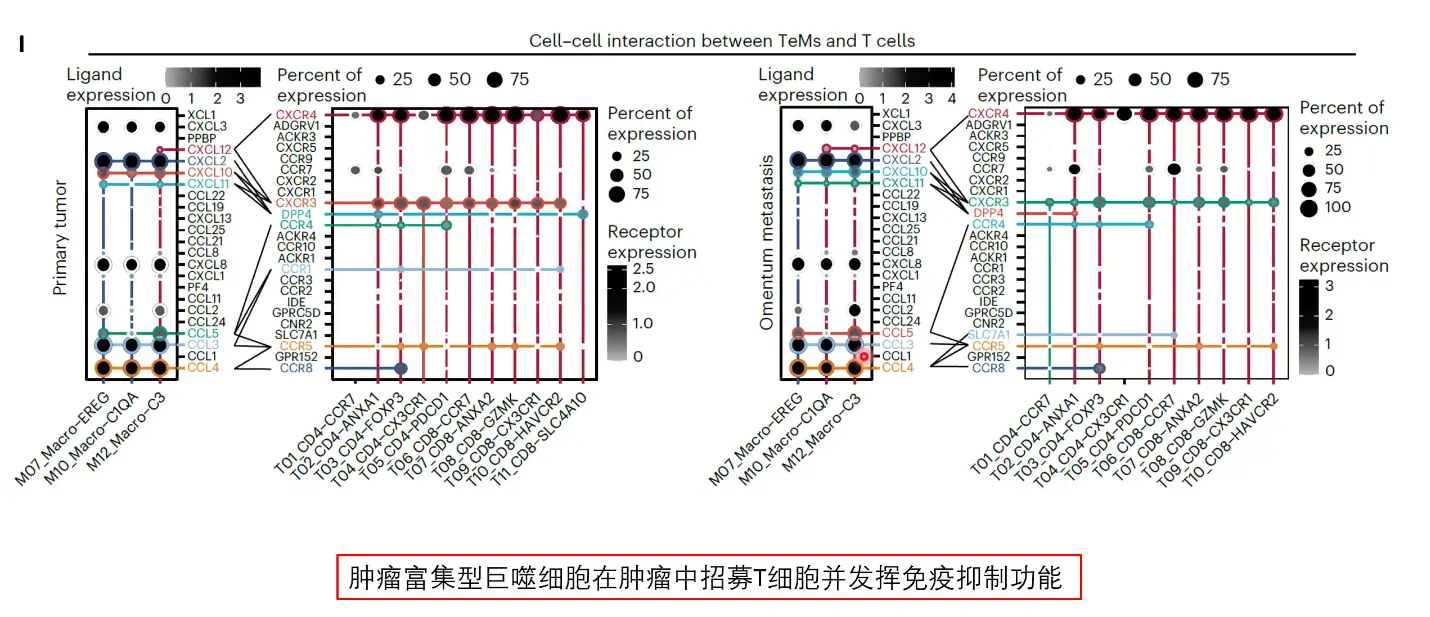 I
Cell–cell interaction between TeMs and T cells
Primary tumor
Ligand
expression
0 1 2 3
Percent of
expression
25 50 75
XCL1
CXCL3
PPBP
CXCL12
CXCL2
CXCL10
CXCL11
CCL22
CCL19
CXCL13
CCL25
CCL21
CCL8
CXCL8
CXCL1
PF4
CCL11
CCL2
CCL24
CCL5
CCL3
CCL1
CCL4
CXCR4
ADGRV1
ACKR3
CXCR5
CCR9
CCR7
CXCR2
CXCR1
CXCR3
DPP4
CCR4
ACKR4
CCR10
ACKR1
CCR1
CCR3
CCR2
IDE
GPRC5D
CNR2
SLC7A1
CCR5
GPR152
CCR8
M07_Macro–EREG
M10_Macro–C1QA
M12_Macro–C3
T01_CD4–CCR7
T02_CD4–ANXA1
T03_CD4–FOXP3
T04_CD4–CX3CR1
T05_CD4–PDCD1
T06_CD8–CCR7
T07_CD8–ANXA2
T08_CD8–GZMK
T09_CD8–CX3CR1
T10_CD8–HAVCR2
T11_CD8–SLC4A10
Percent of
expression
25
50
75
Receptor
expression
2.5
2.0
1.0
0
Omentum metastasis
Ligand
expression
0 1 2 3 4
Percent of
expression
25 50 75
XCL1
CXCL3
PPBP
CXCL12
CXCL2
CXCL10
CXCL11
CCL22
CCL19
CXCL13
CCL25
CCL21
CCL8
CXCL8
CXCL1
PF4
CCL11
CCL2
CCL24
CCL5
CCL3
CCL1
CCL4
CXCR4
ADGRV1
ACKR3
CXCR5
CCR9
CCR7
CXCR2
CXCR1
CXCR3
DPP4
CCR4
ACKR4
CCR10
ACKR1
CCR1
CCR3
CCR2
IDE
GPRC5D
CNR2
SLC7A1
CCR5
GPR152
CCR8
M07_Macro–EREG
M10_Macro–C1QA
M12_Macro–C3
T01_CD4–CCR7
T02_CD4–ANXA1
T03_CD4–FOXP3
T04_CD4–CX3CR1
T05_CD4–PDCD1
T06_CD8–CCR7
T07_CD8–ANXA2
T08_CD8–GZMK
T09_CD8–CX3CR1
T10_CD8–HAVCR2
Percent of
expression
25
50
75
100
Receptor
expression
3
2
1
0
肿瘤富集型巨噬细胞在肿瘤中招募T细胞并发挥免疫抑制功能